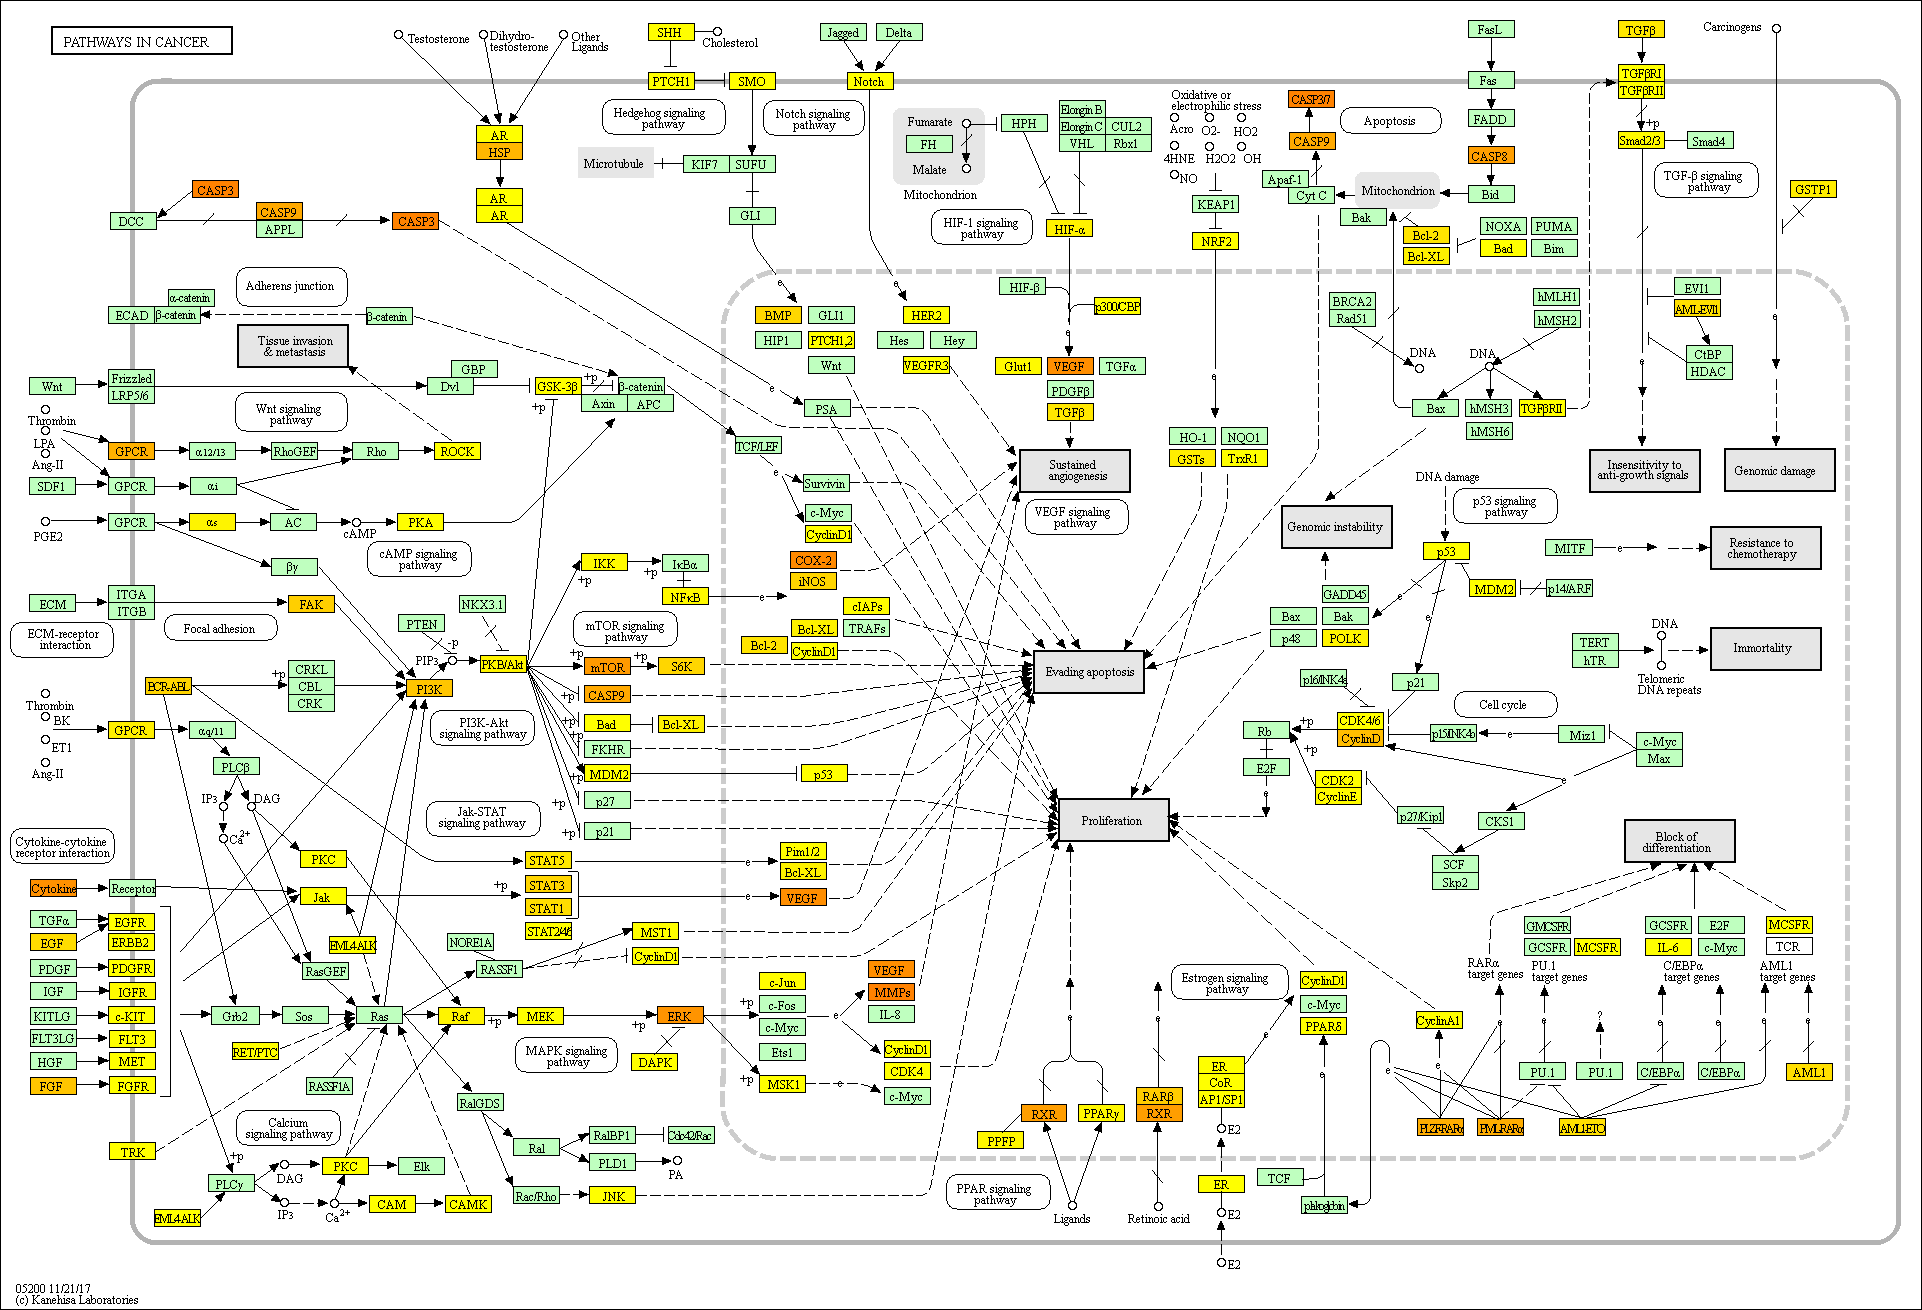 PATHWAYS IN CANCER
Testosterone
Dihydro-
testosterone
Other
Ligands
SHH
Cholesterol
PTCH1
SMO
Hedgehog signaling
pathway
Jagged
Delta
Notch
Notch signaling
pathway
AR
HSP
AR
AR
Microtubule
KIF7
SUFU
GLI
Fumarate
FH
Malate
Mitochondrion
HPH
Elongin B
Elongin C
CUL2
VHL
Rbx1
HIF-1 signaling
pathway
HIF-α
Oxidative or
electrophilic stress
Acro
O2-
HO2
4HNE
H2O2
OH
NO
KEAP1
NRF2
CASP3/7
CASP9
Apoptosis
Apaf-1
Cyt C
Mitochondrion
FasL
Fas
FADD
CASP8
Bid
Bak
Bcl-2
Bcl-XL
NOXA
PUMA
Bad
Bim
TGFβ
TGFβRI
TGFβRII
+p
Smad2/3
Smad4
TGF-β signaling
pathway
Carcinogens
GSTP1
CASP3
DCC
CASP9
APPL
CASP3
Adherens junction
α-catenin
ECAD
β-catenin
β-catenin
Tissue invasion
& metastasis
Wnt
Frizzled
LRP5/6
GBP
Dvl
GSK-3β
+p
+p
β-catenin
Axin
APC
Wnt signaling
pathway
Thrombin
LPA
Ang-II
GPCR
α12/13
RhoGEF
Rho
ROCK
SDF1
GPCR
αi
PGE2
GPCR
αs
AC
cAMP
PKA
cAMP signaling
pathway
βγ
ECM
ITGA
ITGB
FAK
ECM-receptor
interaction
Focal adhesion
PTEN
PIP3
-p
NKX3.1
PKB/Akt
CRKL
CBL
CRK
+p
PI3K
PI3K-Akt
signaling pathway
BCR-ABL
Thrombin
BK
ET1
Ang-II
GPCR
αq/11
PLCβ
IP3
DAG
Ca2+
Jak-STAT
signaling pathway
Cytokine-cytokine
receptor interaction
Cytokine
Receptor
PKC
Jak
TGFα
EGFR
EGF
ERBB2
PDGF
PDGFR
IGF
IGFR
KITLG
c-KIT
FLT3LG
FLT3
HGF
MET
FGF
FGFR
EML4-ALK
RasGEF
Grb2
Sos
Ras
RET/PTC
RASSF1A
Raf
+p
MEK
+p
ERK
DAPK
MAPK signaling
pathway
NORE1A
RASSF1
MST1
CyclinD1
TRK
Calcium
signaling pathway
+p
PLCγ
DAG
IP3
Ca2+
PKC
Elk
CAM
CAMK
EML4-ALK
RalGDS
Ral
RalBP1
Cdc42/Rac
PLD1
PA
Rac/Rho
JNK
IKK
+p
+p
IκBα
NFκB
e
mTOR signaling
pathway
+p
mTOR
+p
S6K
+p
CASP9
+p
Bad
Bcl-XL
+p
FKHR
+p
MDM2
p53
+p
p27
+p
p21
STAT5
+p
STAT3
STAT1
STAT2/4/6
e
e
Pim1/2
Bcl-XL
VEGF
BMP
GLI1
HIP1
PTCH1,2
Wnt
HER2
Hes
Hey
VEGFR3
HIF-β
p300/CBP
e
Glut1
VEGF
TGFα
PDGFβ
TGFβ
PSA
TCF/LEF
e
Survivin
c-Myc
CyclinD1
COX-2
iNOS
cIAPs
Bcl-XL
TRAFs
Bcl-2
CyclinD1
Sustained
angiogenesis
VEGF signaling
pathway
Evading apoptosis
Proliferation
HO-1
NQO1
GSTs
TrxR1
BRCA2
Rad51
DNA
hMLH1
hMSH2
DNA
Bax
hMSH3
TGFβRII
hMSH6
EVI1
AML-EVI1
CtBP
HDAC
Insensitivity to
anti-growth signals
Genomic damage
Genomic instability
DNA damage
p53 signaling
pathway
p53
MDM2
p14/ARF
MITF
e
Resistance to
chemotherapy
GADD45
Bax
Bak
p48
POLK
TERT
hTR
DNA
Telomeric
DNA repeats
Immortality
p16/INK4a
p21
Cell cycle
Rb
+p
CDK4/6
CyclinD
p15/INK4b
e
Miz1
c-Myc
Max
E2F
+p
CDK2
CyclinE
e
p27/Kip1
CKS1
SCF
Skp2
Block of
differentiation
+p
c-Jun
c-Fos
c-Myc
Ets1
e
VEGF
MMPs
IL-8
CyclinD1
CDK4
+p
MSK1
e
c-Myc
Estrogen signaling
pathway
CyclinD1
c-Myc
PPARδ
ER
CoR
AP1/SP1
E2
ER
E2
E2
RXR
PPARγ
PPFP
RARβ
RXR
PPAR signaling
pathway
Ligands
Retinoic acid
TCF
CyclinA1
RARα
target genes
GMCSFR
GCSFR
MCSFR
PU.1
target genes
GCSFR
E2F
IL-6
c-Myc
C/EBPα
target genes
MCSFR
TCR
AML1
target genes
?
PU.1
PU.1
C/EBPα
C/EBPα
AML1
PLZF-RARα
PML-RARα
AML1-ETO
05200 11/21/17
(c) Kanehisa Laboratories